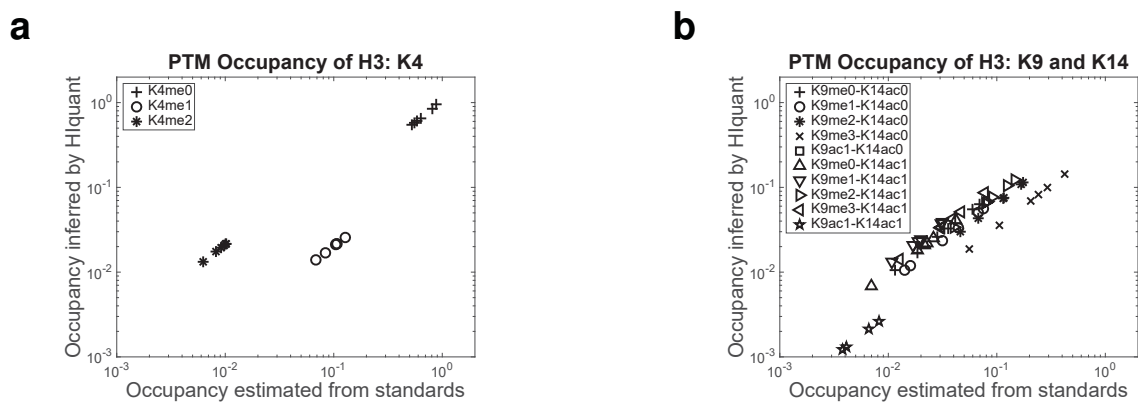 a
PTM Occupancy of H3: K4
Occupancy inferred by HIquant
10^0
10^-1
10^-2
10^-3
K4me0
K4me1
K4me2
10^-3 10^-2 10^-1 10^0
Occupancy estimated from standards
b
PTM Occupancy of H3: K9 and K14
Occupancy inferred by HIquant
10^0
10^-1
10^-2
10^-3
K9me0-K14ac0
K9me1-K14ac0
K9me2-K14ac0
K9me3-K14ac0
K9ac1-K14ac0
K9me0-K14ac1
K9me1-K14ac1
K9me2-K14ac1
K9me3-K14ac1
K9ac1-K14ac1
10^-3 10^-2 10^-1 10^0
Occupancy estimated from standards